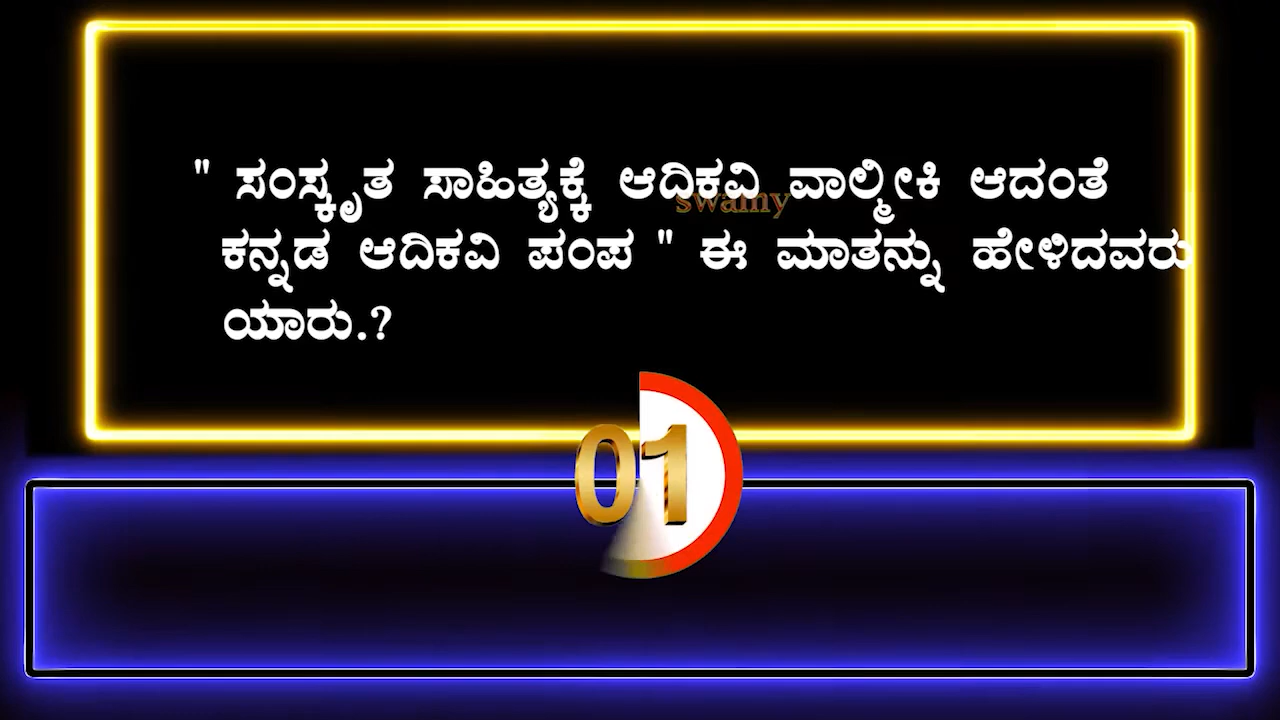 " ಸಂಸ್ಕೃತ ಸಾಹಿತ್ಯಕ್ಕೆ ಆದಿಕವಿ ವಾಲ್ಮೀಕಿ ಆದಂತೆ
ಕನ್ನಡ ಆದಿಕವಿ ಪಂಪ " ಈ ಮಾತನ್ನು ಹೇಳಿದವರು
ಯಾರು.?
swamy
01